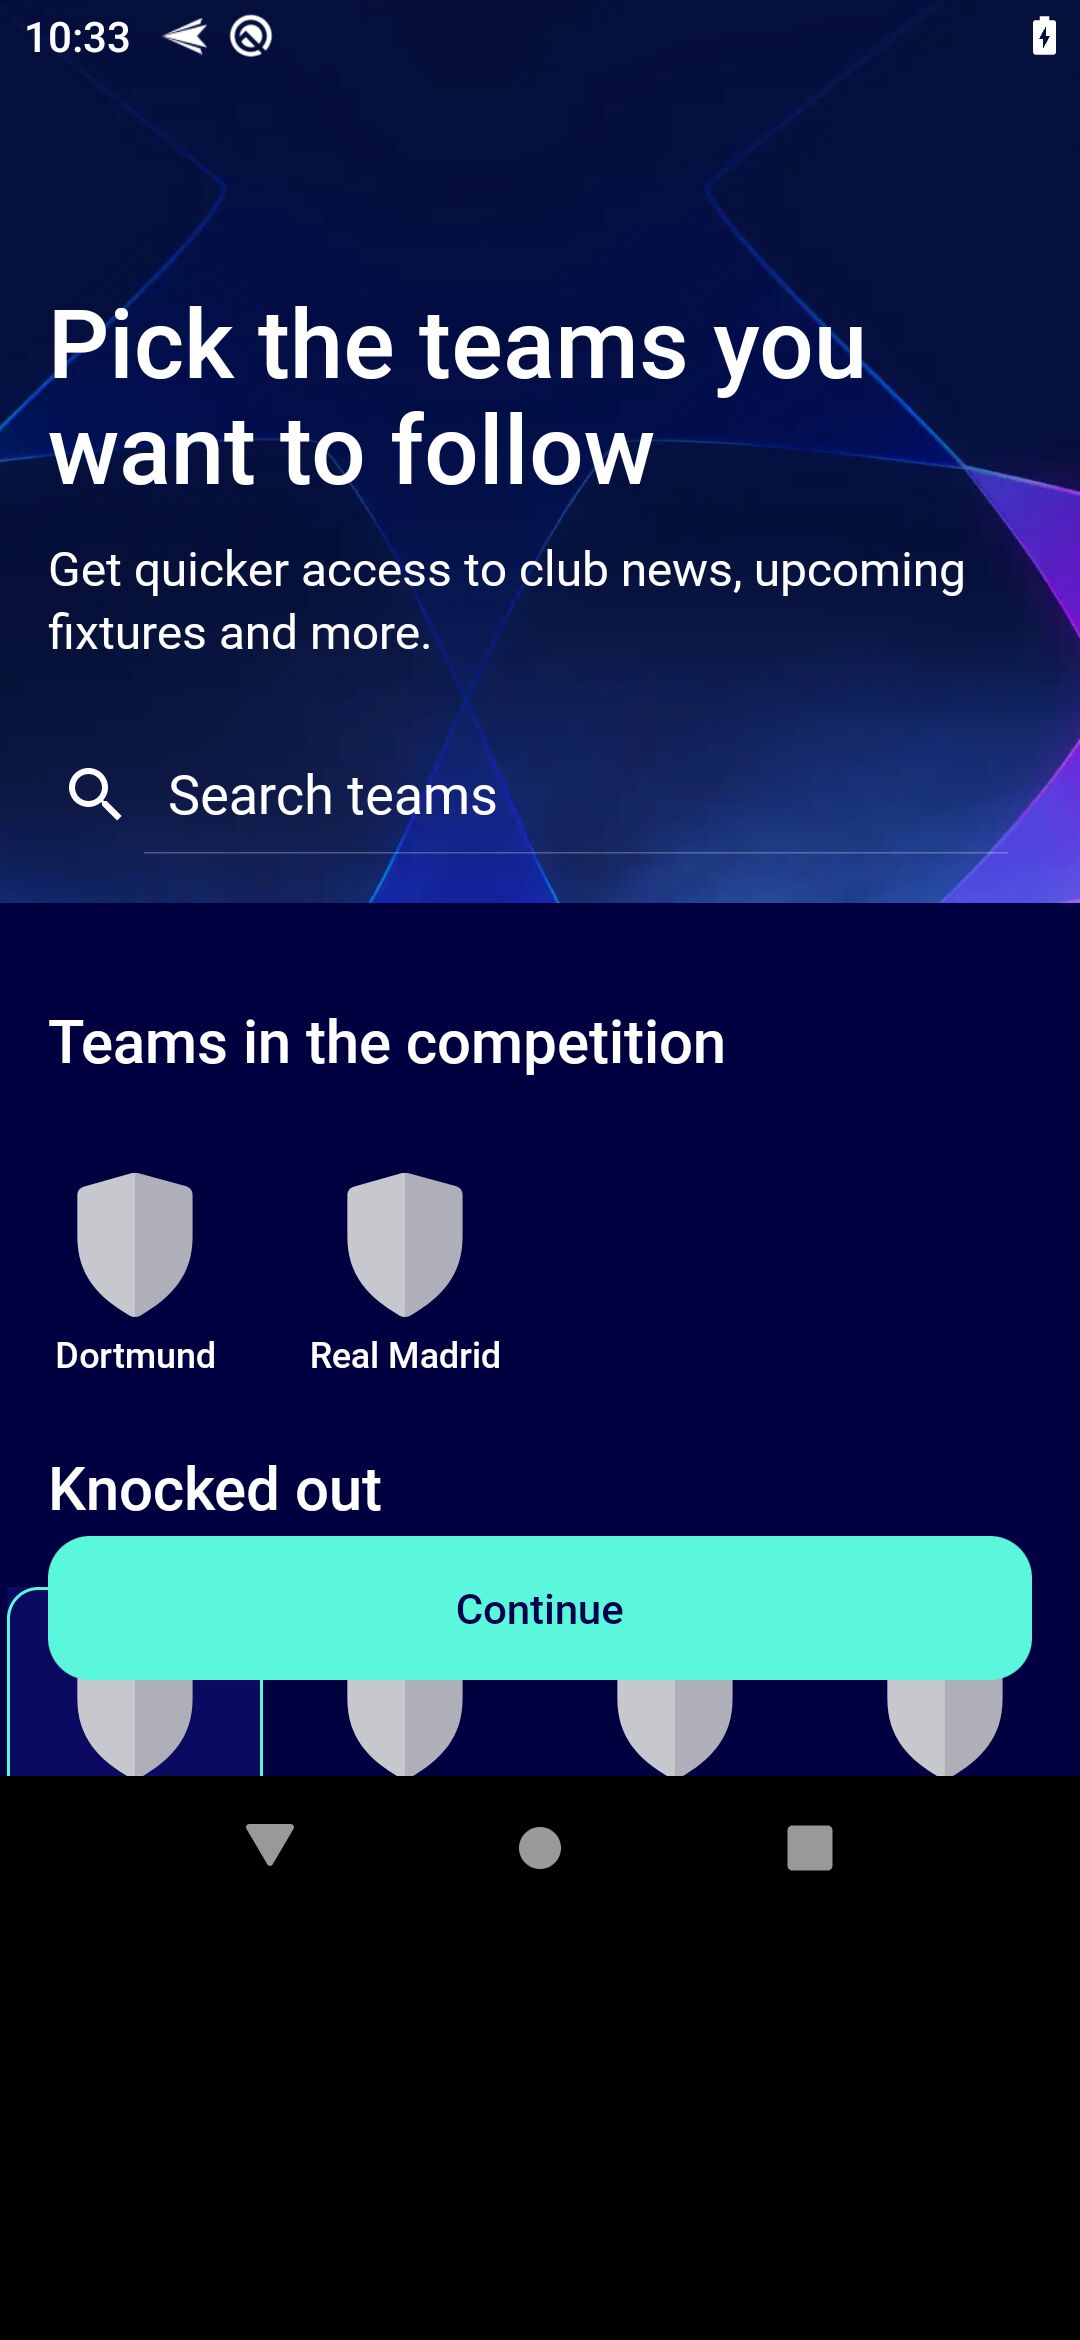 10:33
Pick the teams you
want to follow
Get quicker access to club news, upcoming
fixtures and more.
Search teams
Teams in the competition
Dortmund
Real Madrid
Knocked out
Continue